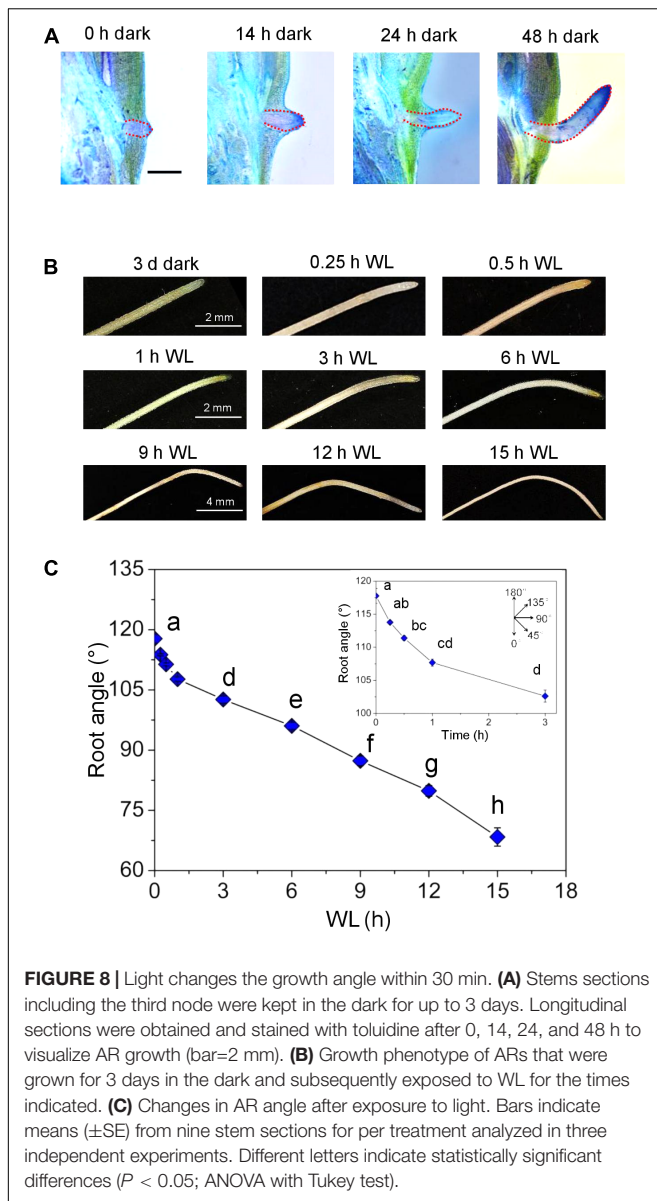 A
0 h dark 14 h dark 24 h dark 48 h dark
B
3 d dark 0.25 h WL 0.5 h WL
2 mm
1 h WL 3 h WL 6 h WL
2 mm
9 h WL 12 h WL 15 h WL
4 mm
C
135
120
105
90
75
60
Root angle (°)
a
d
e
f
g
h
0 3 6 9 12 15 18
WL (h)
120
118
116
114
112
110
108
106
104
102
100
Root angle (°)
a
ab
bc
cd
d
180°
135°
90°
45°
0
0 1 2 3
Time (h)
FIGURE 8 | Light changes the growth angle within 30 min. (A) Stems sections
including the third node were kept in the dark for up to 3 days. Longitudinal
sections were obtained and stained with toluidine after 0, 14, 24, and 48 h to
visualize AR growth (bar=2 mm). (B) Growth phenotype of ARs that were
grown for 3 days in the dark and subsequently exposed to WL for the times
indicated. (C) Changes in AR angle after exposure to light. Bars indicate
means (±SE) from nine stem sections for per treatment analyzed in three
independent experiments. Different letters indicate statistically significant
differences (P < 0.05; ANOVA with Tukey test).